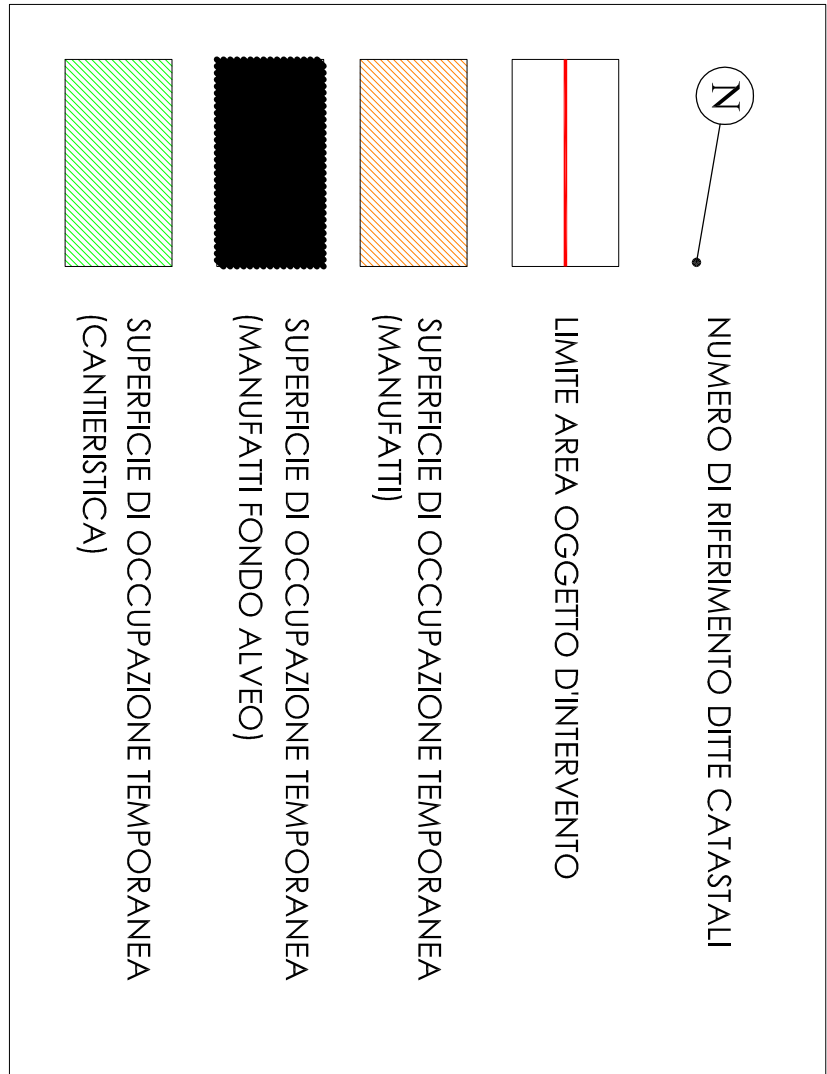 N
NUMERO DI RIFERIMENTO DITTE CATASTALI
LIMITE AREA OGGETTO D'INTERVENTO
SUPERFICIE DI OCCUPAZIONE TEMPORANEA
(MANUFATTI)
SUPERFICIE DI OCCUPAZIONE TEMPORANEA
(MANUFATTI FONDO ALVEO)
SUPERFICIE DI OCCUPAZIONE TEMPORANEA
(CANTIERISTICA)